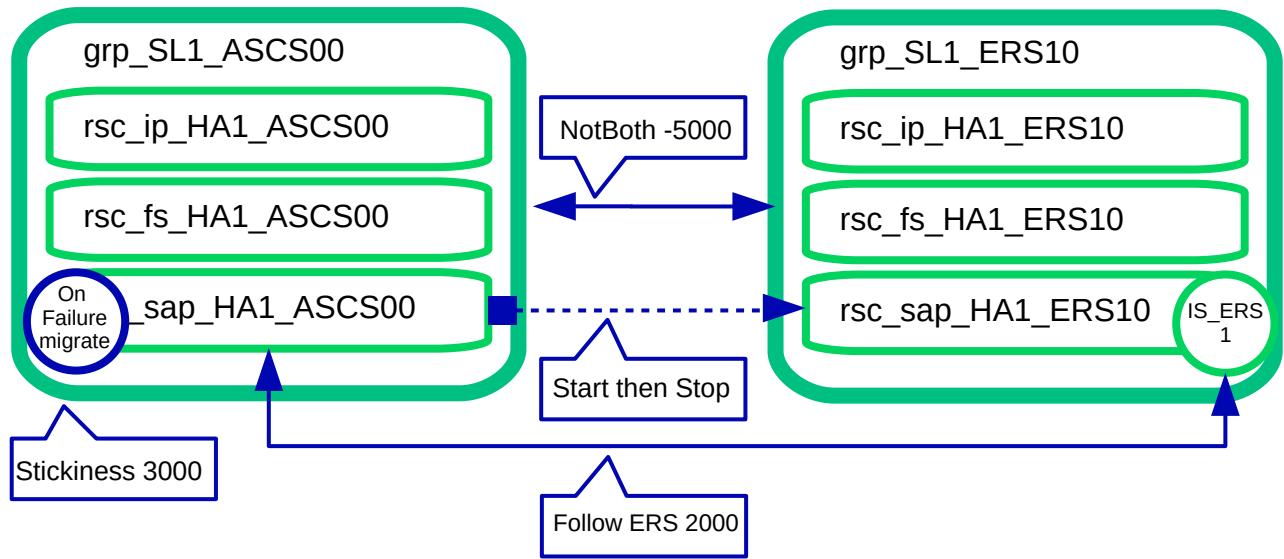 grp_SL1_ASCS00
rsc_ip_HA1_ASCS00
rsc_fs_HA1_ASCS00
On
Failure
migrate
_sap_HA1_ASCS00
Stickiness 3000
NotBoth -5000
Start then Stop
Follow ERS 2000
grp_SL1_ERS10
rsc_ip_HA1_ERS10
rsc_fs_HA1_ERS10
rsc_sap_HA1_ERS10
IS_ERS
1